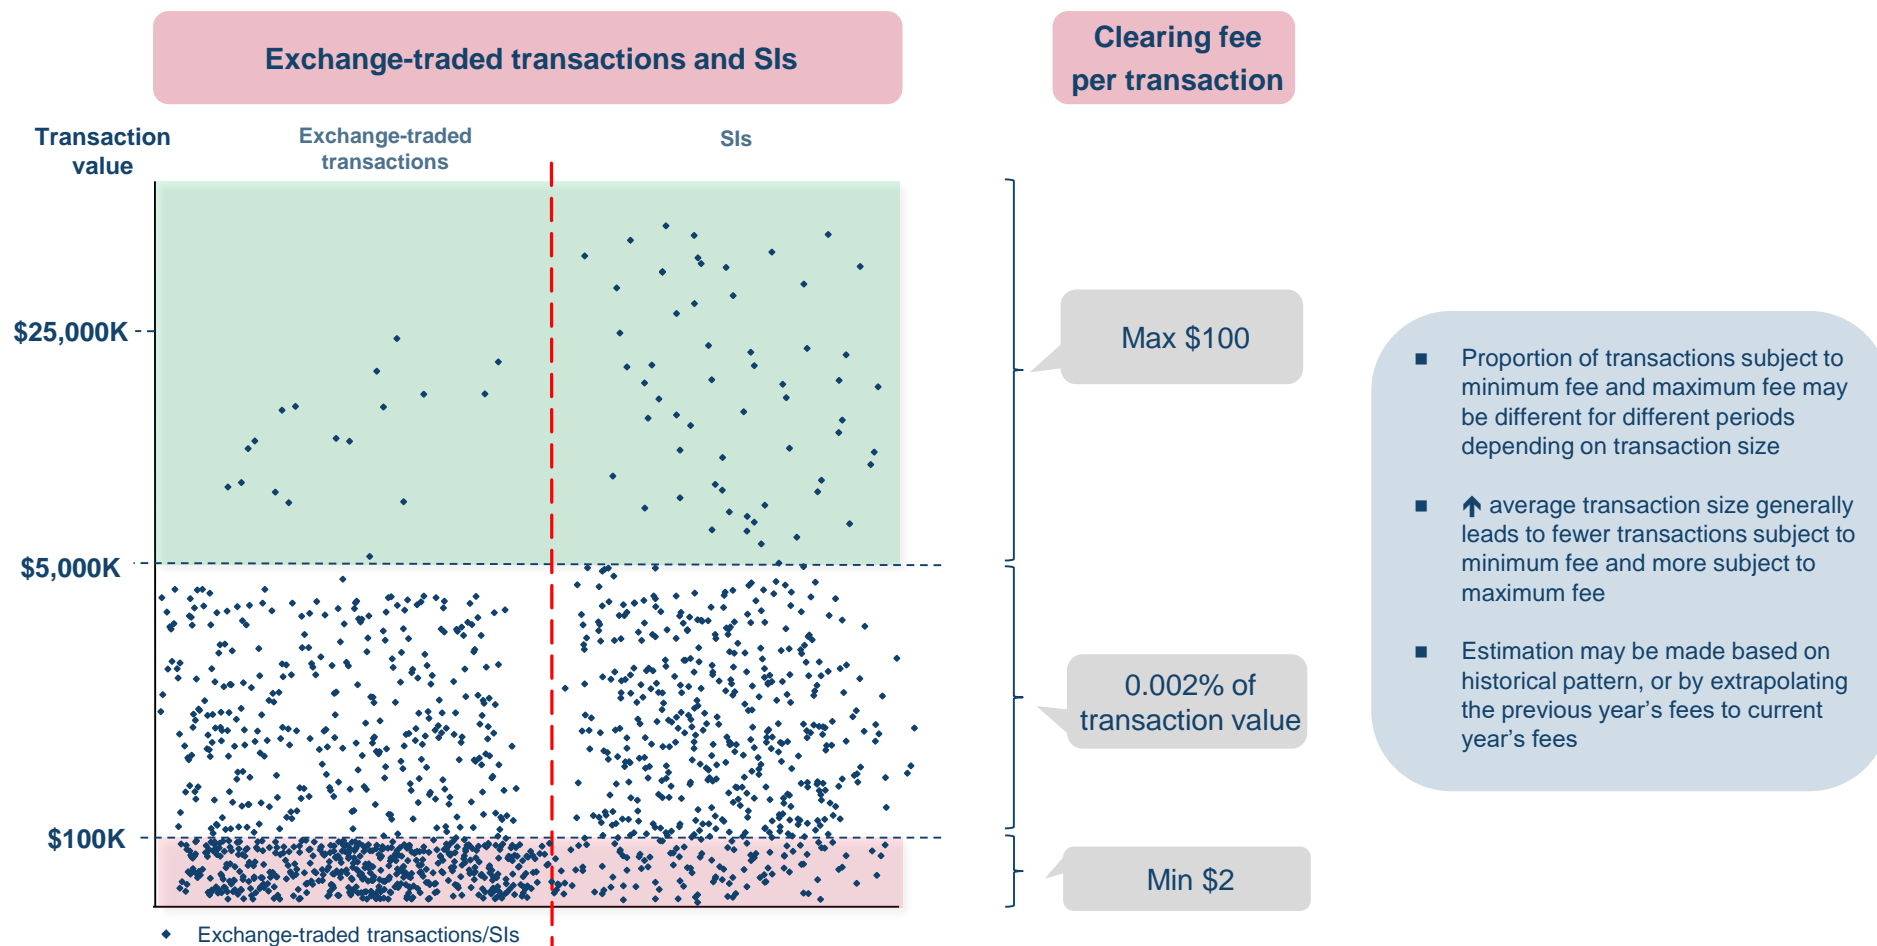 Exchange-traded transactions and SIs
Clearing fee
per transaction
Transaction
value
Exchange-traded
transactions
SIs
$25,000K
$5,000K
$100K
Max $100
0.002% of
transaction value
Min $2
■ Proportion of transactions subject to
minimum fee and maximum fee may
be different for different periods
depending on transaction size
■ ↑ average transaction size generally
leads to fewer transactions subject to
minimum fee and more subject to
maximum fee
■ Estimation may be made based on
historical pattern, or by extrapolating
the previous year’s fees to current
year’s fees
Exchange-traded transactions/SIs